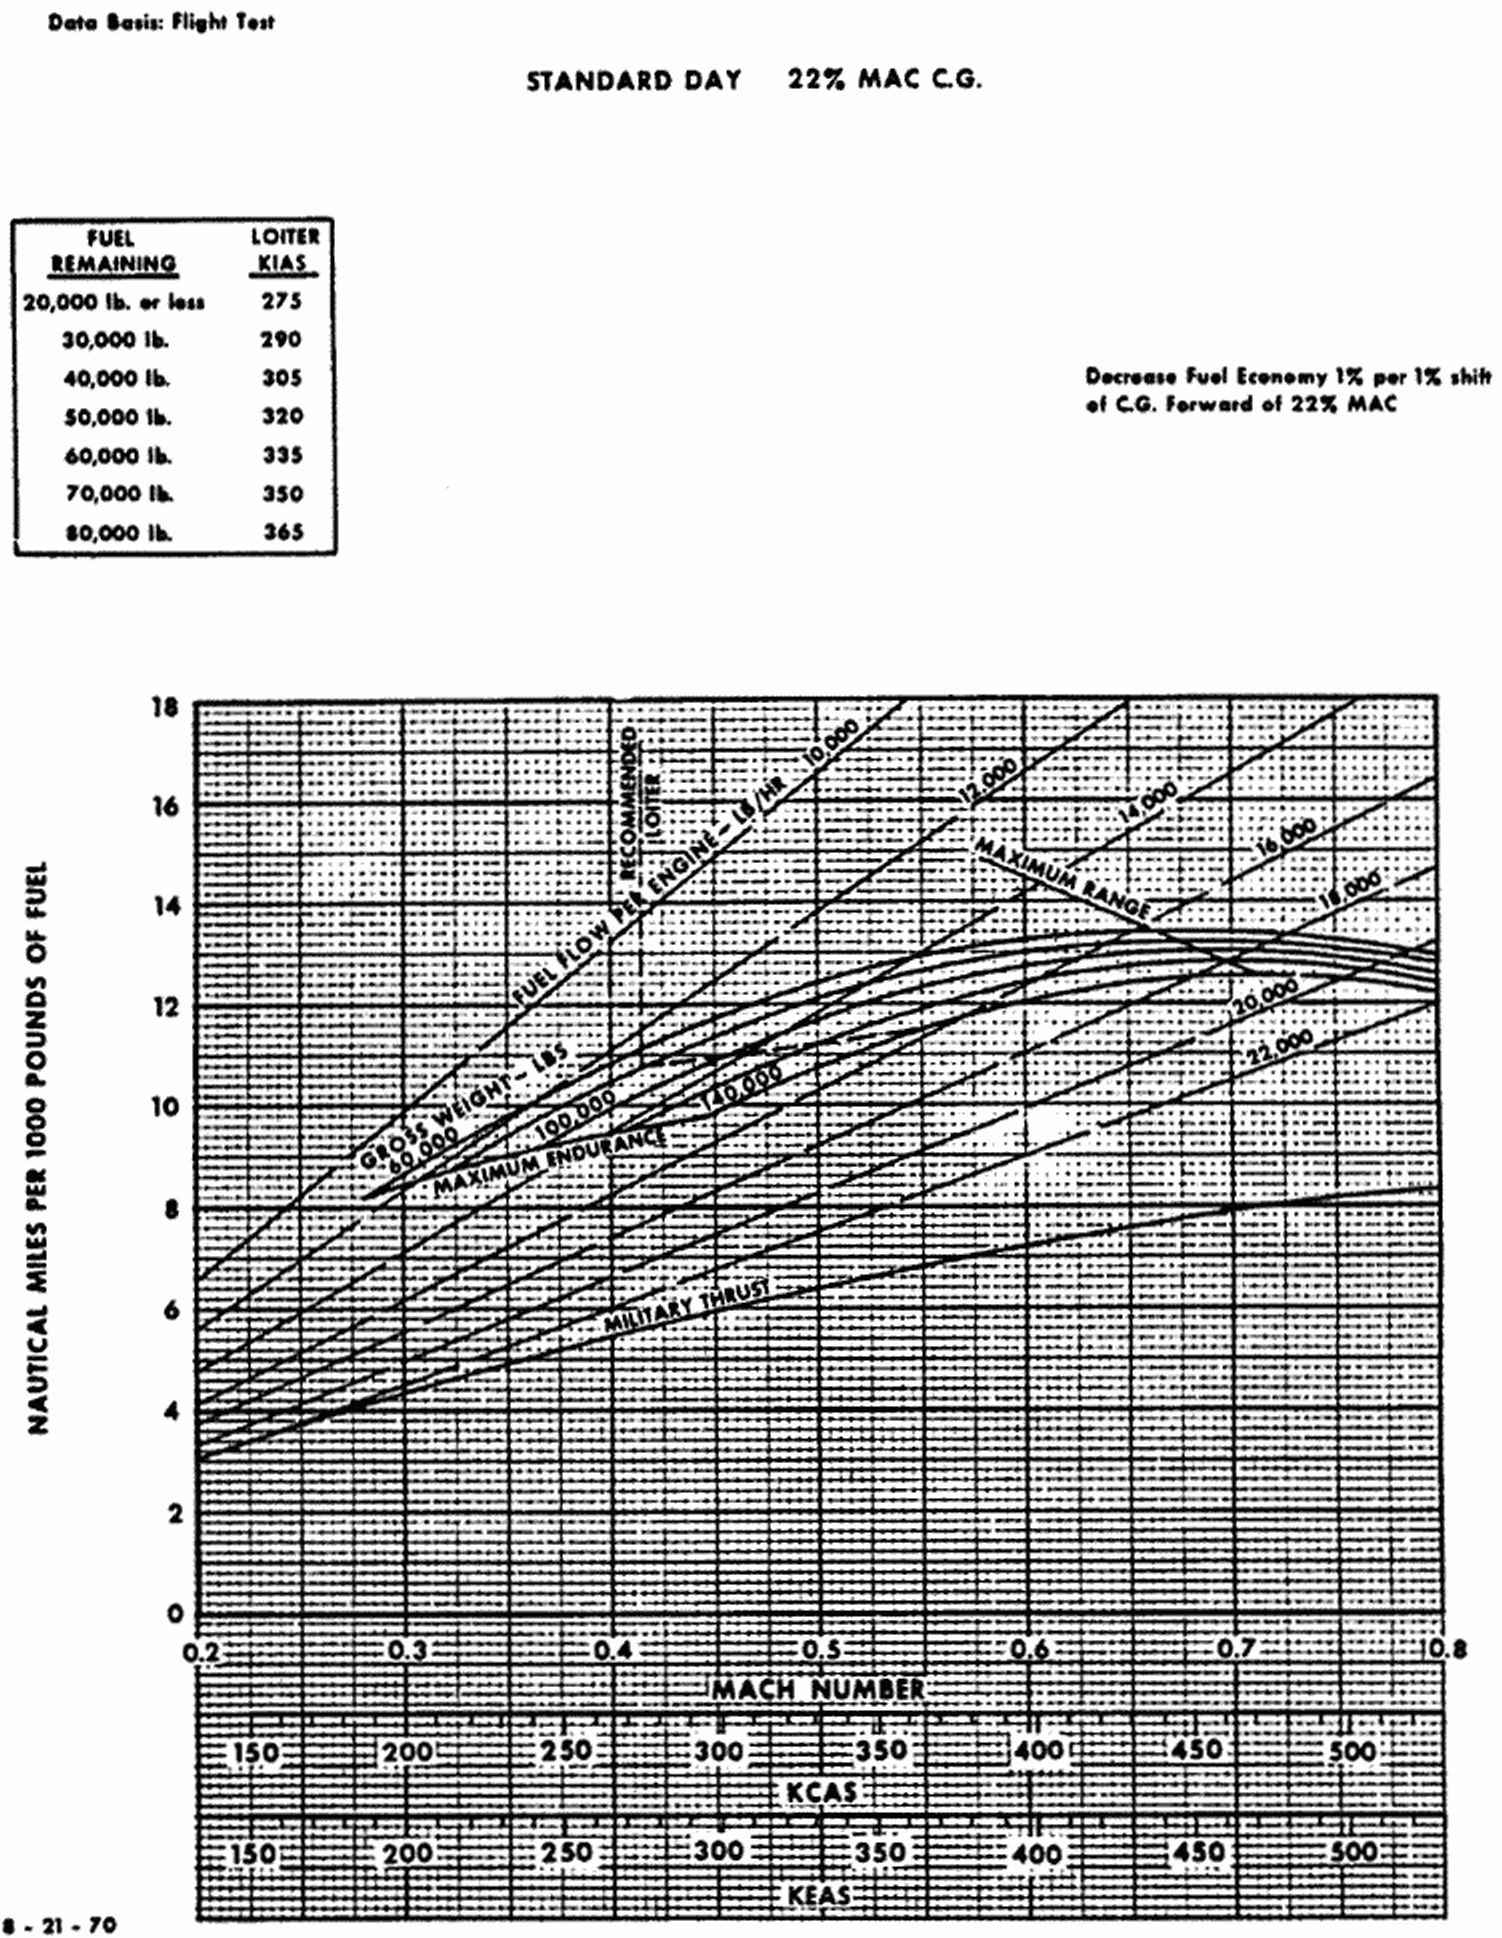 Data Basis: Flight Test
STANDARD DAY 22% MAC C.G.
FUEL REMAINING LOITER KIAS
20,000 lb. or less 275
30,000 lb. 290
40,000 lb. 305
50,000 lb. 320
60,000 lb. 335
70,000 lb. 350
80,000 lb. 365
Decrease Fuel Economy 1% per 1% shift
of C.G. Forward of 22% MAC
NAUTICAL MILES PER 1000 POUNDS OF FUEL
18
16
14
12
10
8
6
4
2
0
RECOMMENDED
LOITER
FUEL FLOW PER ENGINE - LB/HR 10,000
12,000
14,000
16,000
18,000
20,000
22,000
MAXIMUM RANGE
GROSS WEIGHT - LBS
60,000
100,000
140,000
MAXIMUM ENDURANCE
MILITARY THRUST
0.2 0.3 0.4 0.5 0.6 0.7 0.8
MACH NUMBER
150 200 250 300 350 400 450 500
KCAS
150 200 250 300 350 400 450 500
KEAS
8 - 21 - 70